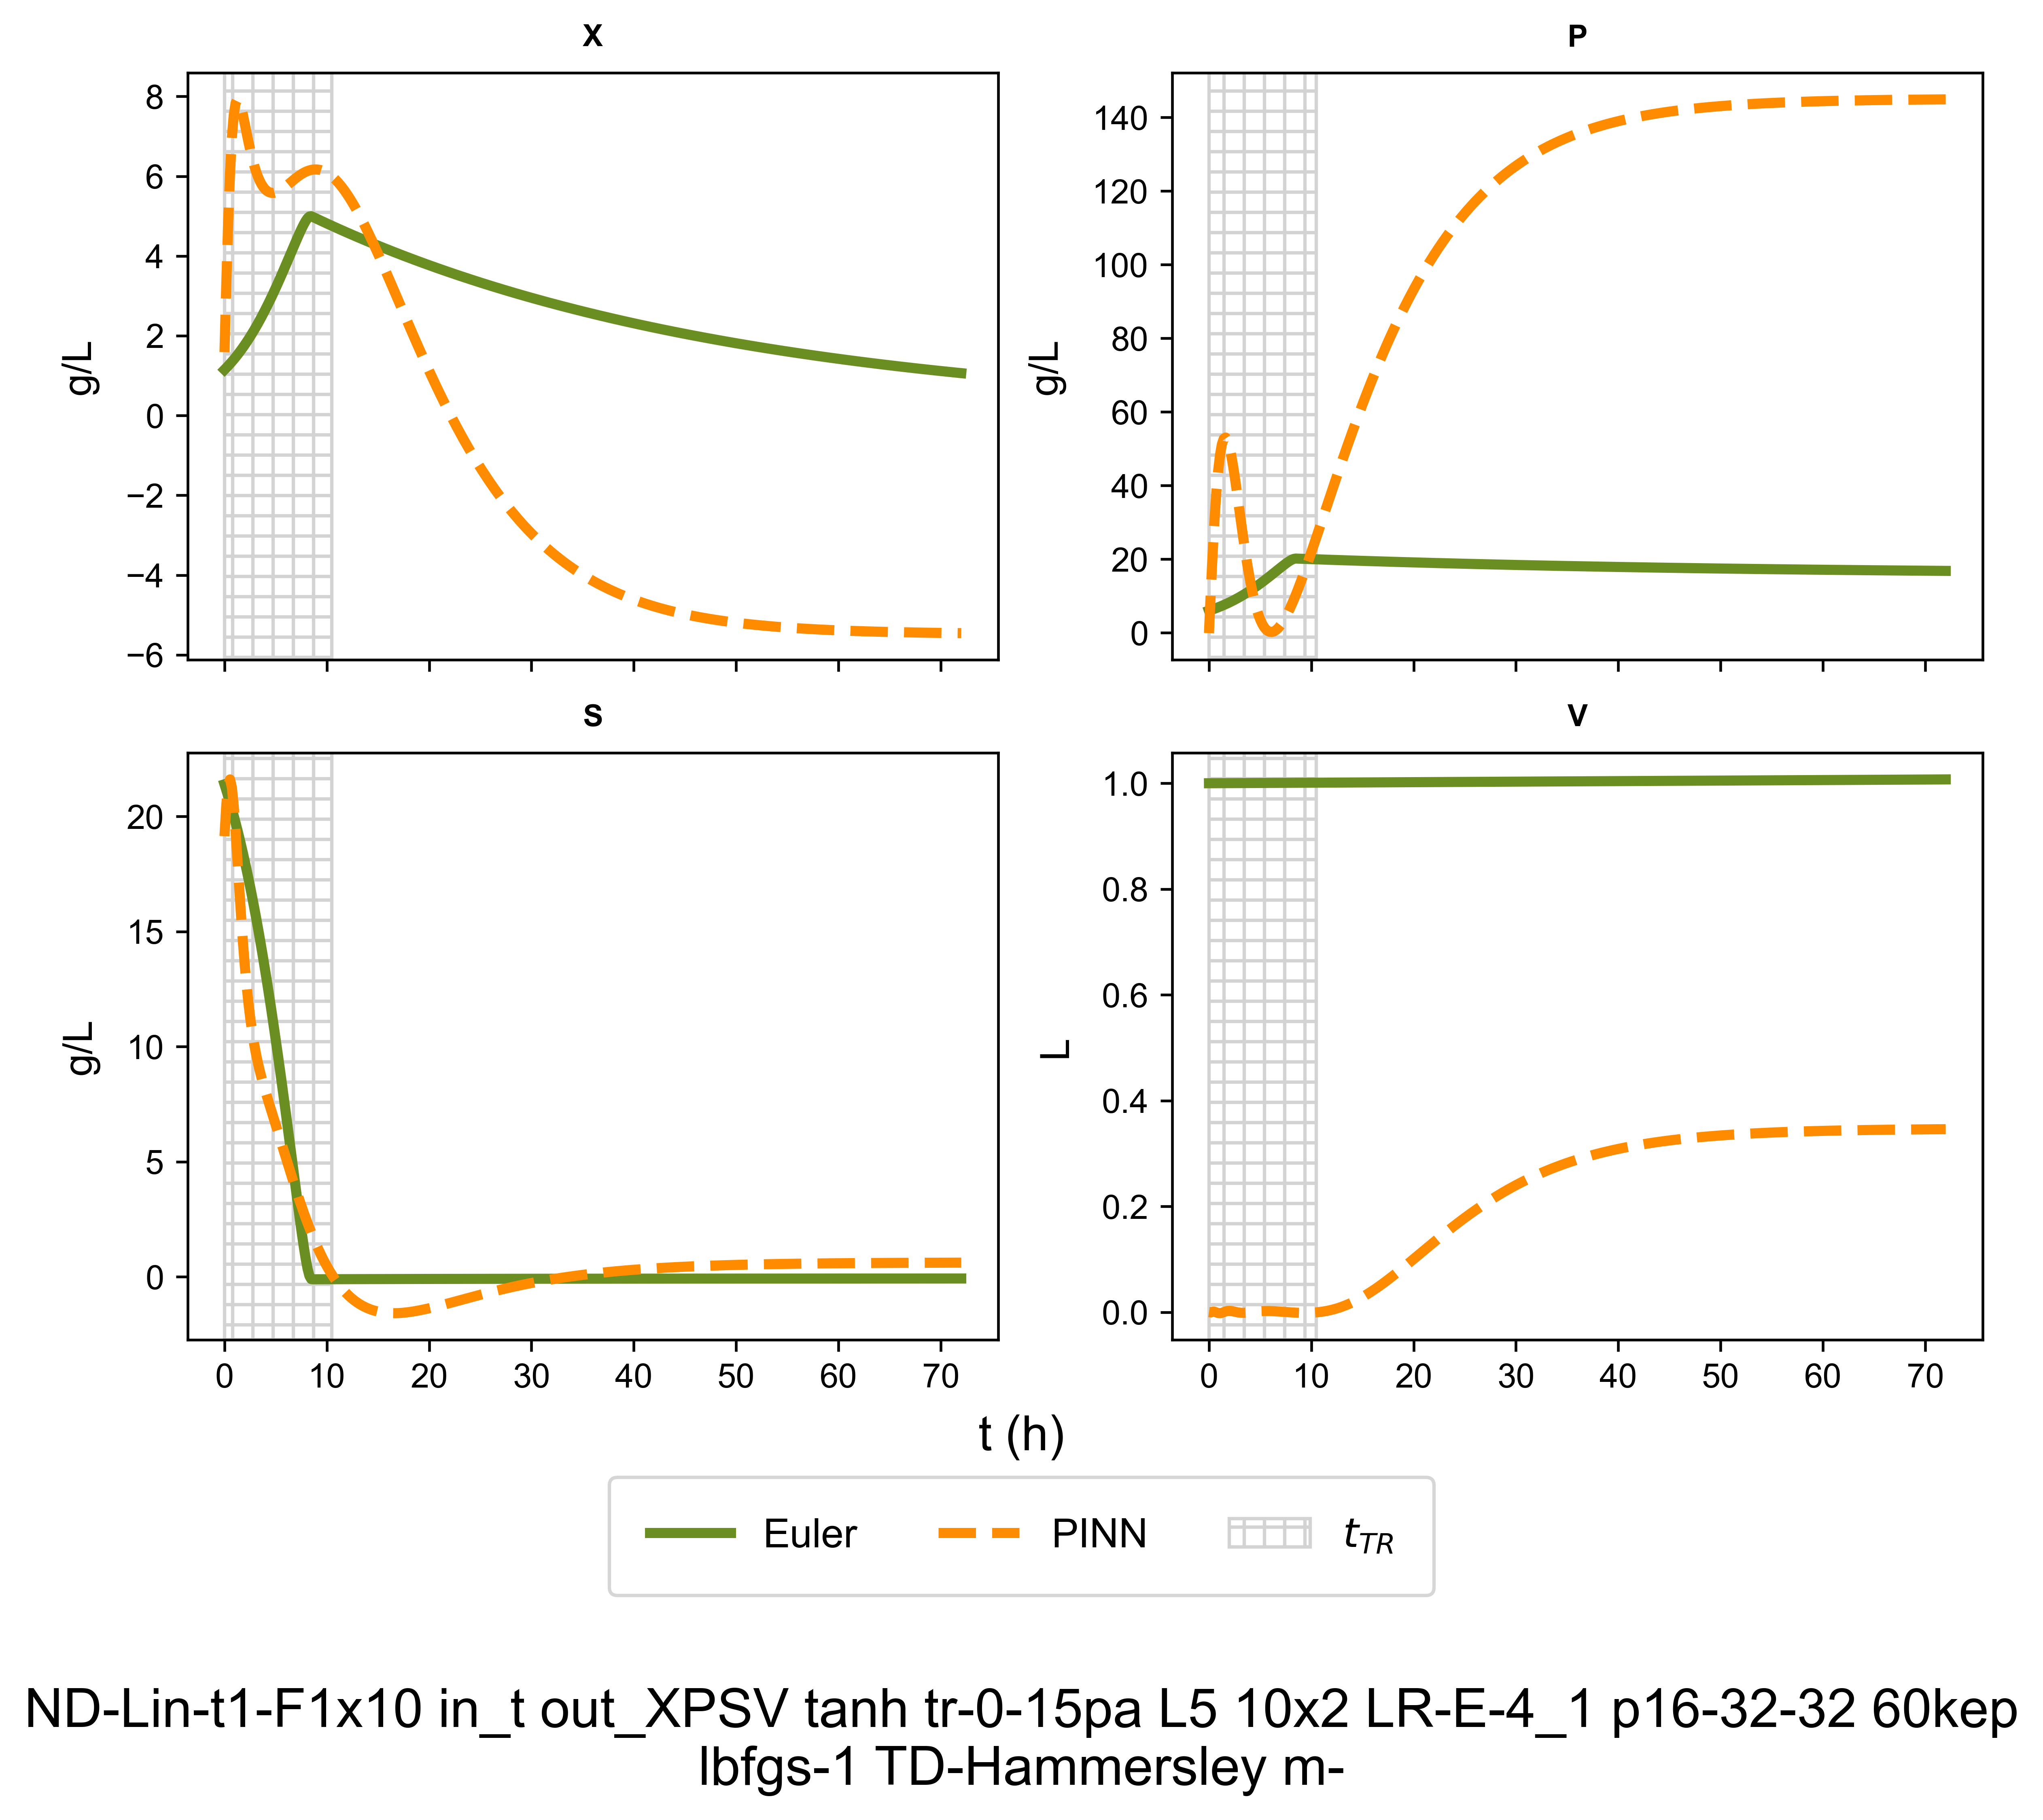 X
P
8
6
4
2
0
−2
−4
−6
g/L
140
120
100
80
60
40
20
0
g/L
S
V
20
15
10
5
0
g/L
1.0
0.8
0.6
0.4
0.2
0.0
L
0 10 20 30 40 50 60 70
0 10 20 30 40 50 60 70
t (h)
Euler PINN t_TR
ND-Lin-t1-F1x10 in_t out_XPSV tanh tr-0-15pa L5 10x2 LR-E-4_1 p16-32-32 60kep
lbfgs-1 TD-Hammersley m-